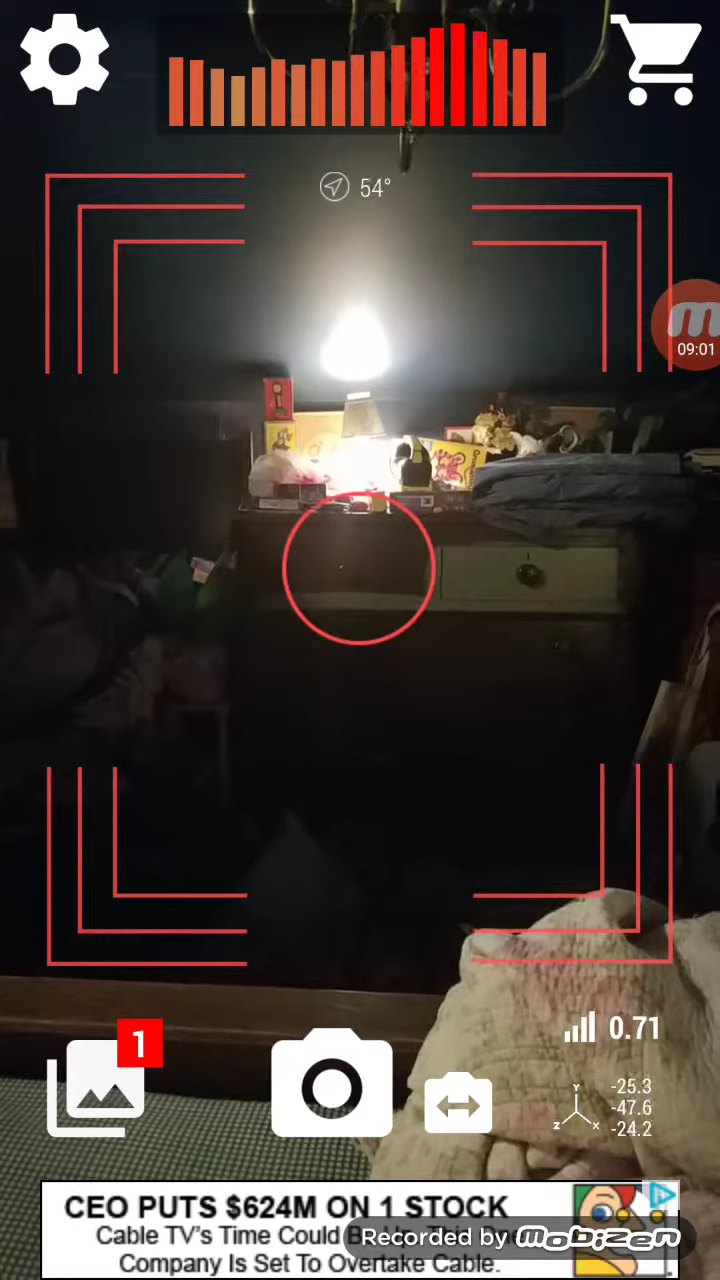 54°
09:01
1
0.71
Y
-25.3
-47.6
Z X
-24.2
CEO PUTS $624M ON 1 STOCK
Cable TV's Time Could
Company Is Set To Overtake Cable.
Recorded by mobizen